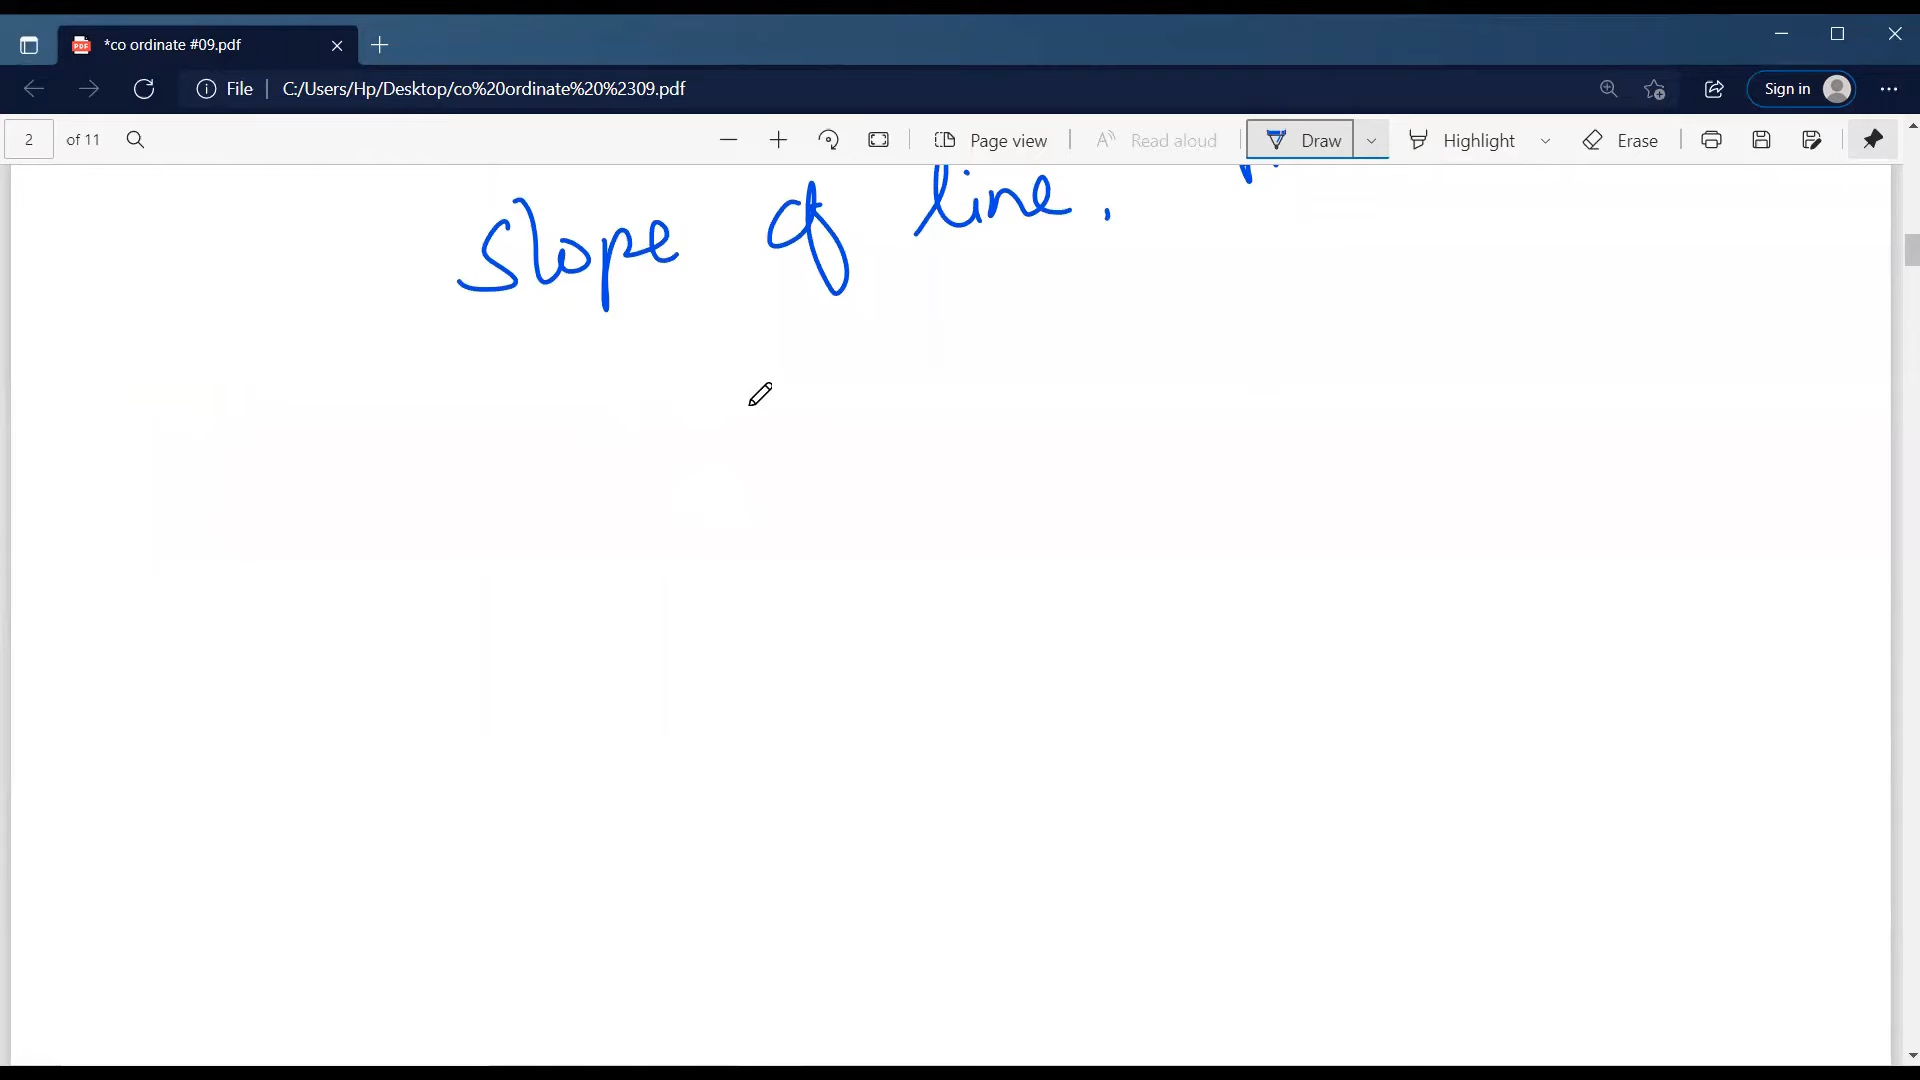 *co ordinate #09.pdf
File | C:/Users/Hp/Desktop/co%20ordinate%20%2309.pdf
Sign in
2 of 11
Page view
Read aloud
Draw
Highlight
Erase
slope of line.